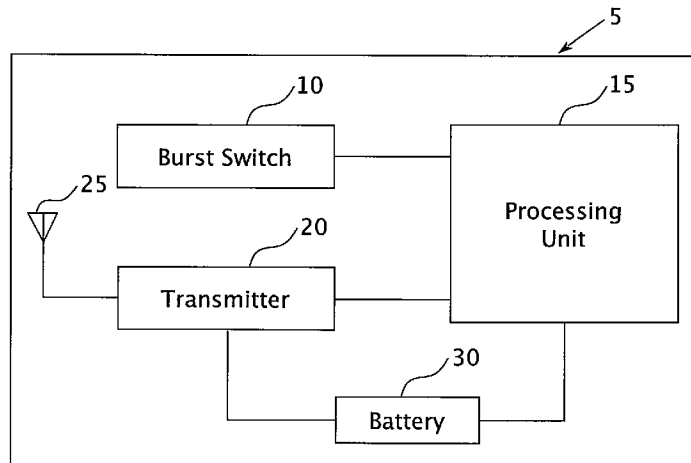 5
10
15
Burst Switch
25
Processing
Unit
20
Transmitter
30
Battery